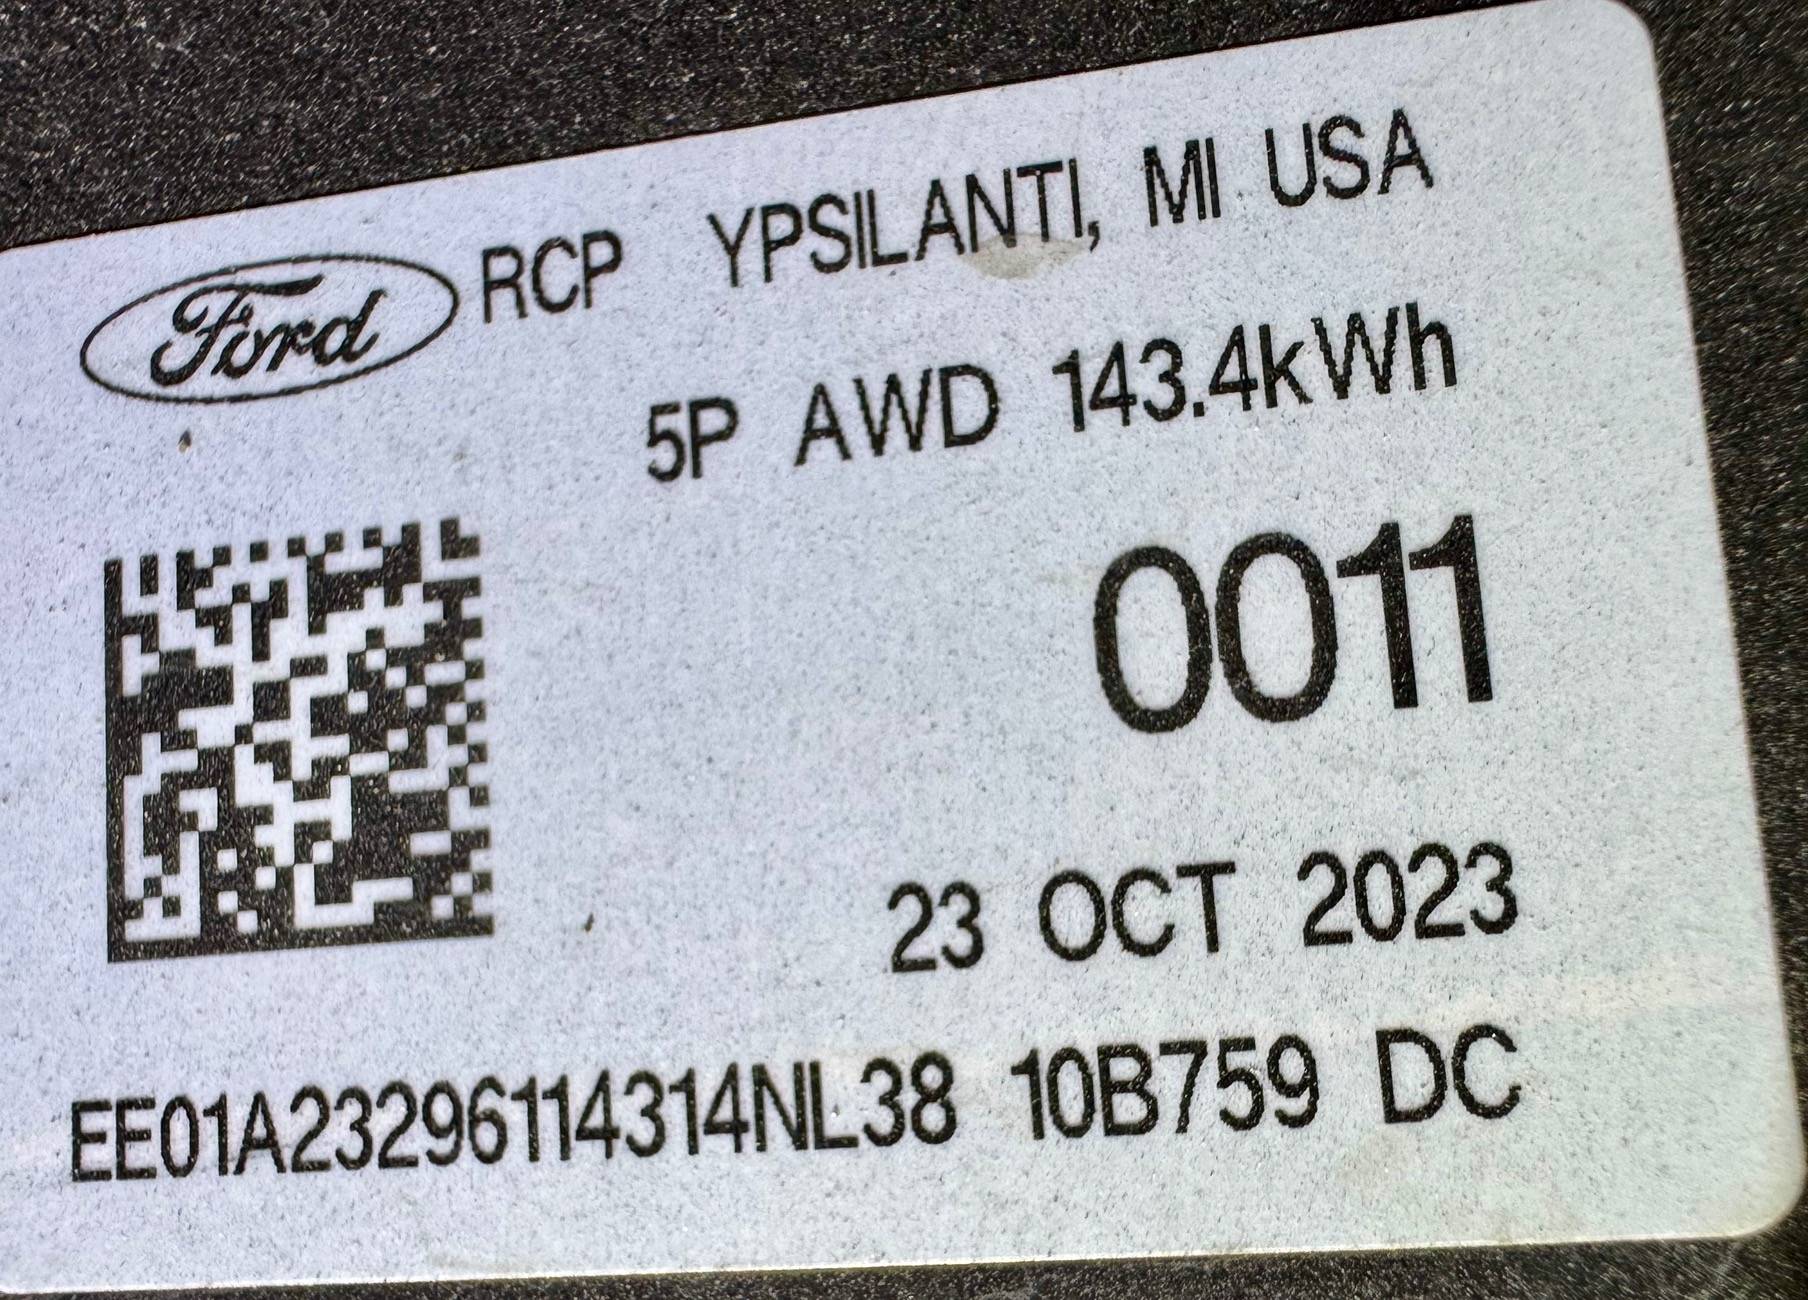 Ford RCP YPSILANTI, MI USA
5P AWD 143.4kWh
0011
23 OCT 2023
EE01A23296114314NL38 10B759 DC